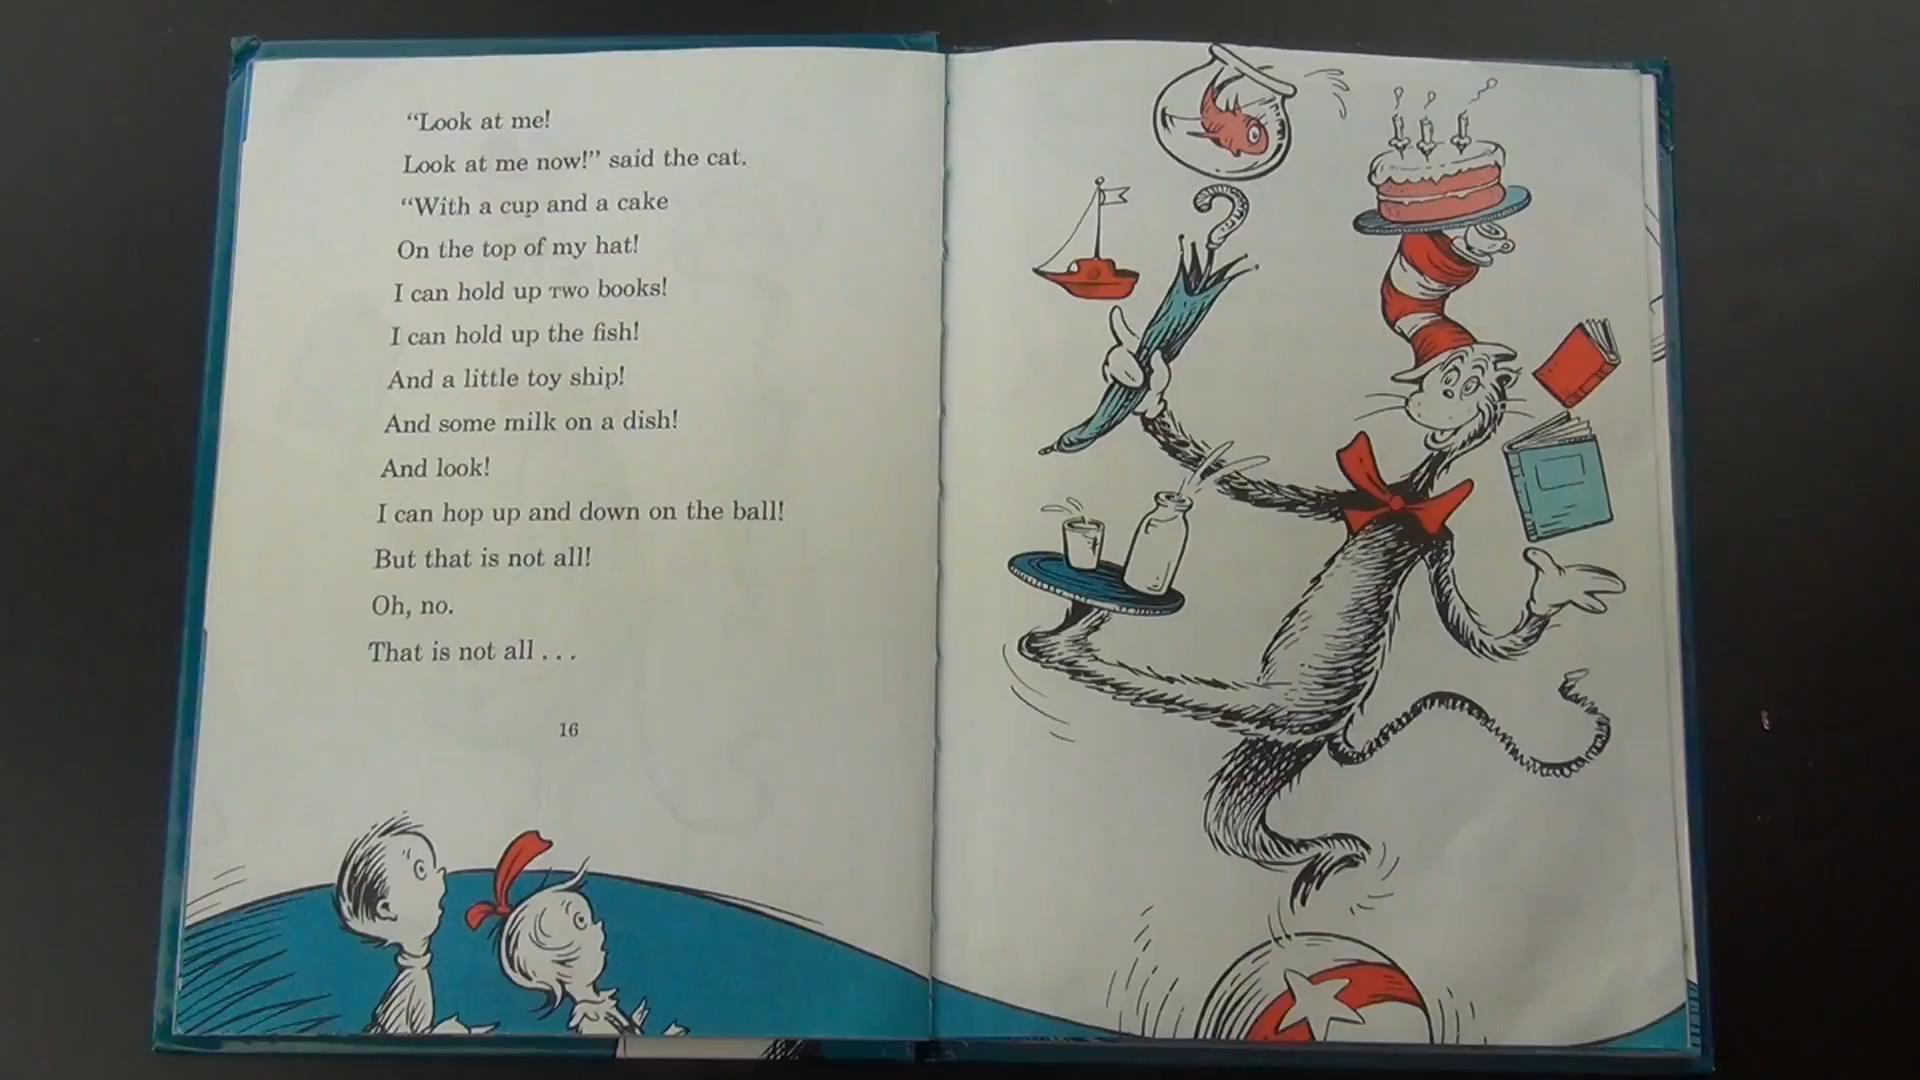 “Look at me!
Look at me now!” said the cat.
“With a cup and a cake
On the top of my hat!
I can hold up TWO books!
I can hold up the fish!
And a little toy ship!
And some milk on a dish!
And look!
I can hop up and down on the ball!
But that is not all!
Oh, no.
That is not all . . .
16